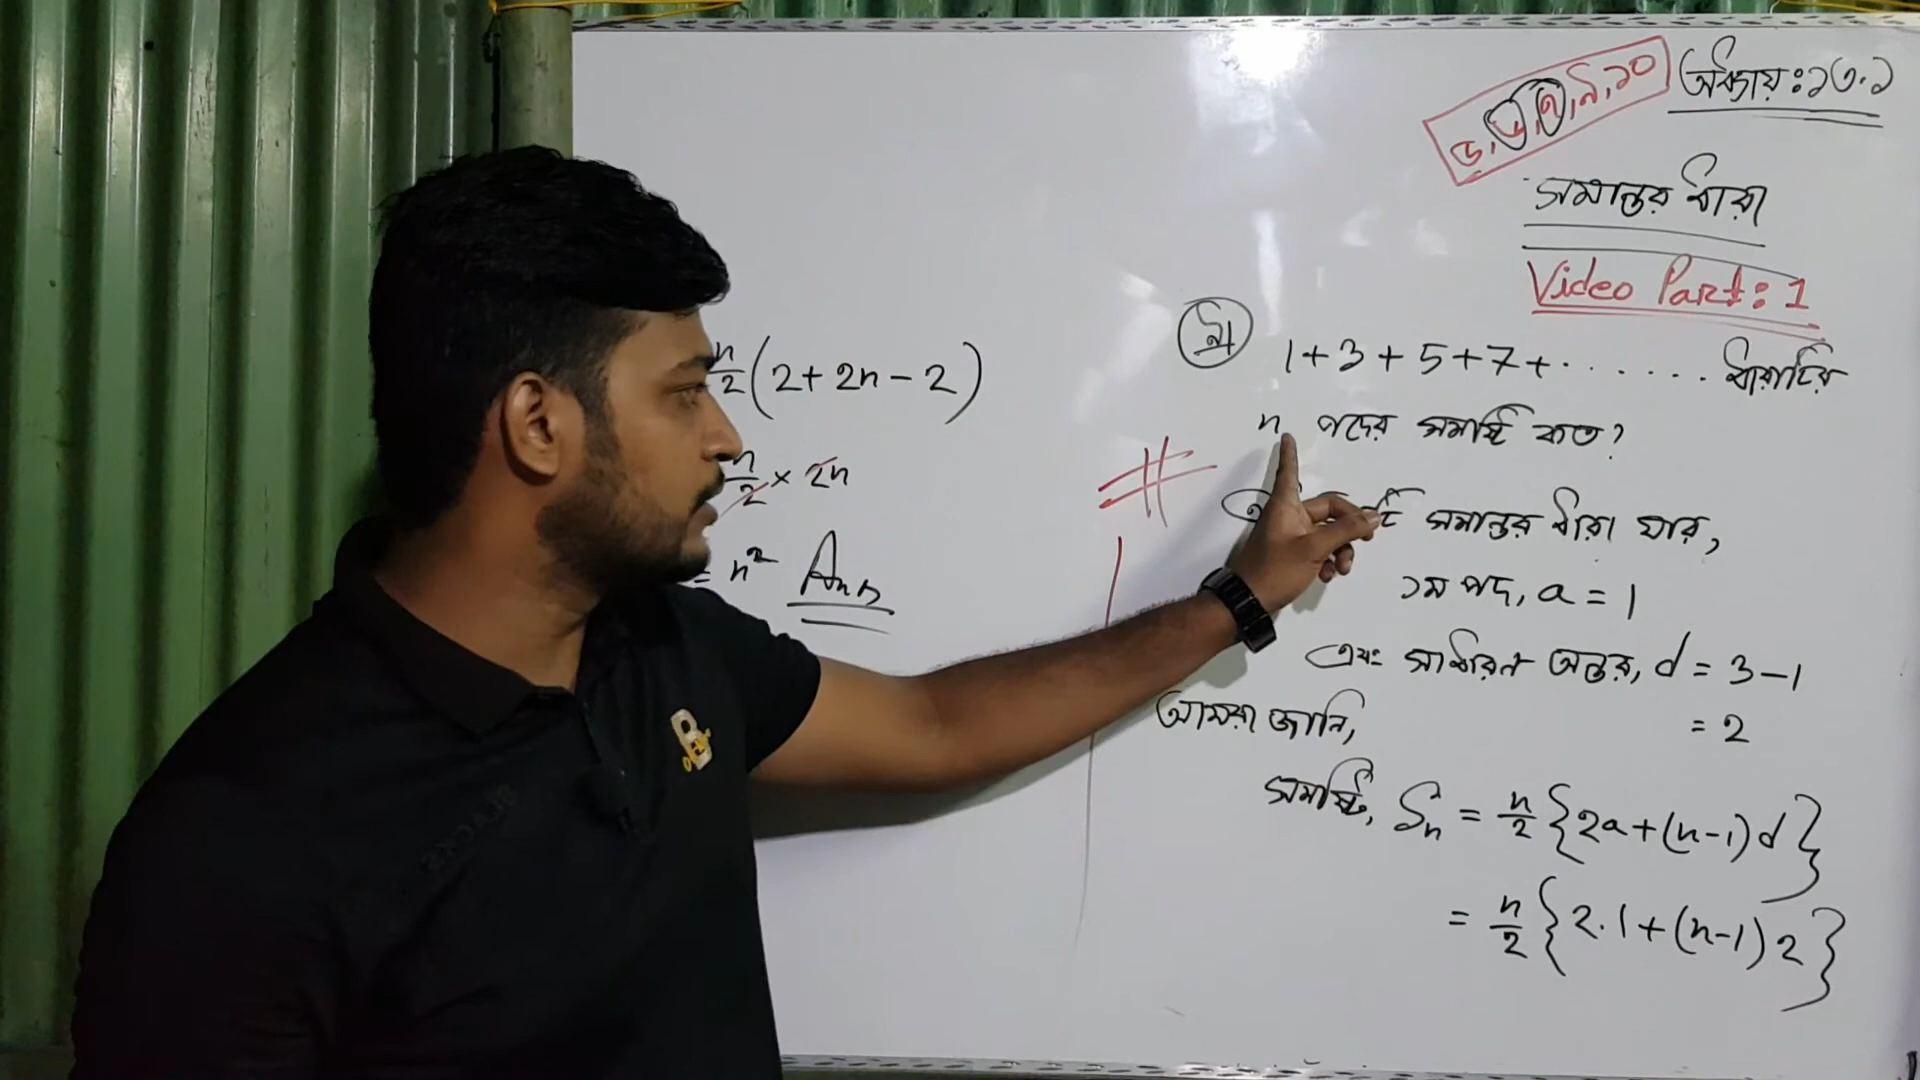 অধ্যায়ঃ১৩.১
সমান্তর ধারা
Video Part: 1
৯। 1+3+5+7+....... ধারাটির
n পদের সমষ্টি কত?
সমান্তর ধারা যার,
১ম পদ, a = 1
এবং সাধারন অন্তর, d = 3-1
= 2
আমরা জানি,
সমষ্টি, Sn = n/2 {2a+(n-1)d}
= n/2 {2.1+(n-1)2}
n/2 (2+2n-2)
n/2 × 2n
= n² Ans